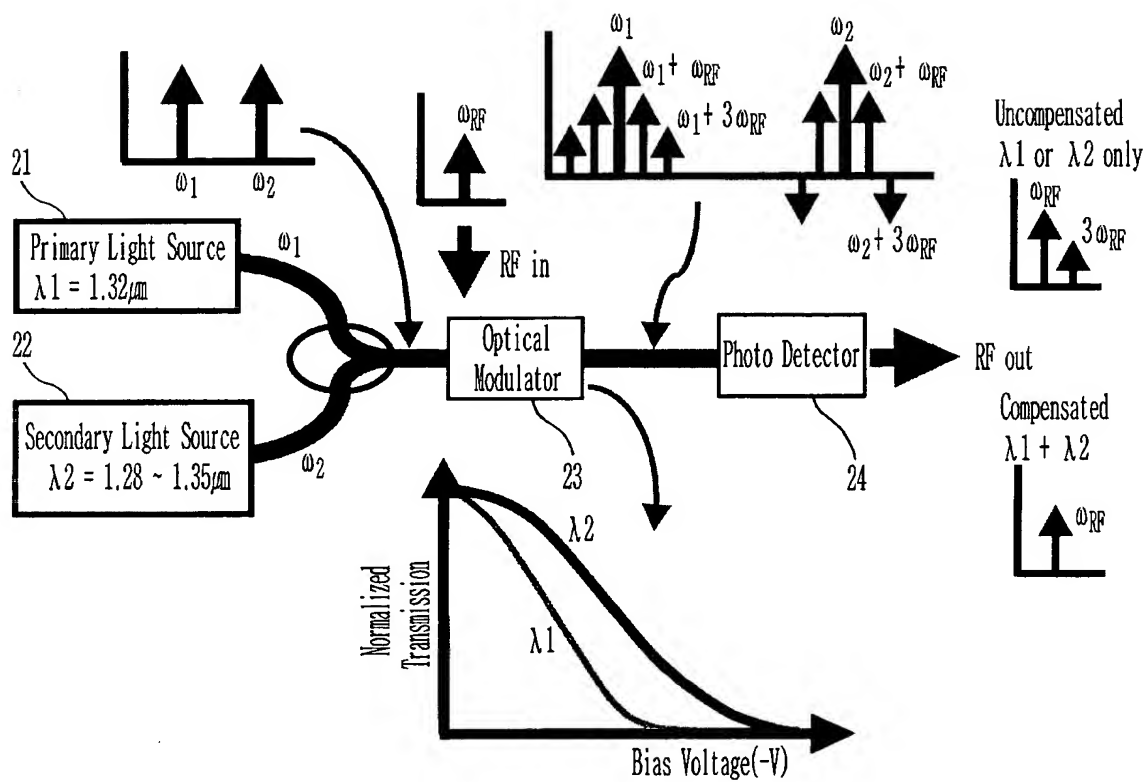 ω1
ω2
ωRF
RF in
ω1
ω1+ ωRF
ω1+ 3ωRF
ω2
ω2+ ωRF
ω2+ 3ωRF
Uncompensated
λ1 or λ2 only
ωRF
3ωRF
21
Primary Light Source
λ1 = 1.32μm
ω1
22
Secondary Light Source
λ2 = 1.28 ~ 1.35μm
ω2
Optical
Modulator
23
Photo Detector
24
RF out
Compensated
λ1 + λ2
ωRF
Normalized
Transmission
λ1
λ2
Bias Voltage(-V)